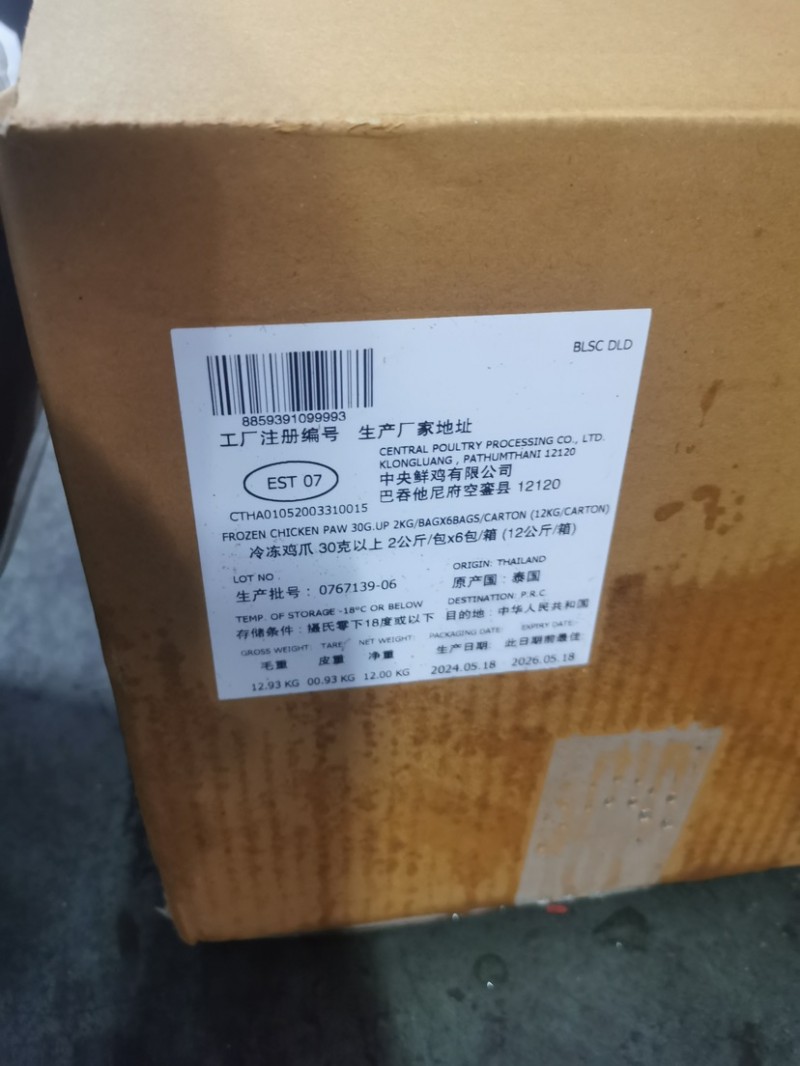 BLSC DLD
8859391099993
工厂注册编号 生产厂家地址
CENTRAL POULTRY PROCESSING CO., LTD.
KLONGLUANG , PATHUMTHANI 12120
EST 07
中央鲜鸡有限公司
巴吞他尼府空銮县 12120
CTHA01052003310015
FROZEN CHICKEN PAW 30G.UP 2KG/BAGX6BAGS/CARTON (12KG/CARTON)
冷冻鸡爪 30克以上 2公斤/包x6包/箱 (12公斤/箱)
LOT NO . ORIGIN: THAILAND
生产批号: 0767139-06 原产国: 泰国
TEMP. OF STORAGE -18°C OR BELOW DESTINATION: P.R.C
存储条件: 摄氏零下18度或以下 目的地: 中华人民共和国
GROSS WEIGHT: TARE: NET WEIGHT: PACKAGING DATE: EXPIRY DATE:
毛重 皮重 净重 生产日期: 此日期前最佳
12.93 KG 00.93 KG 12.00 KG 2024.05.18 2026.05.18